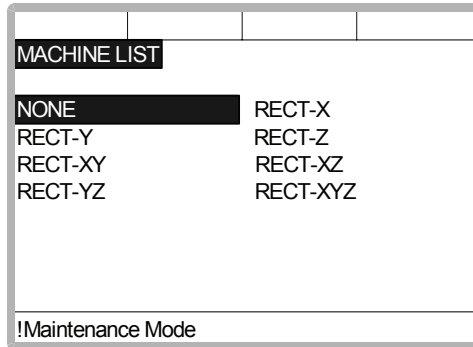 MACHINE LIST
NONE RECT-X
RECT-Y RECT-Z
RECT-XY RECT-XZ
RECT-YZ RECT-XYZ
!Maintenance Mode